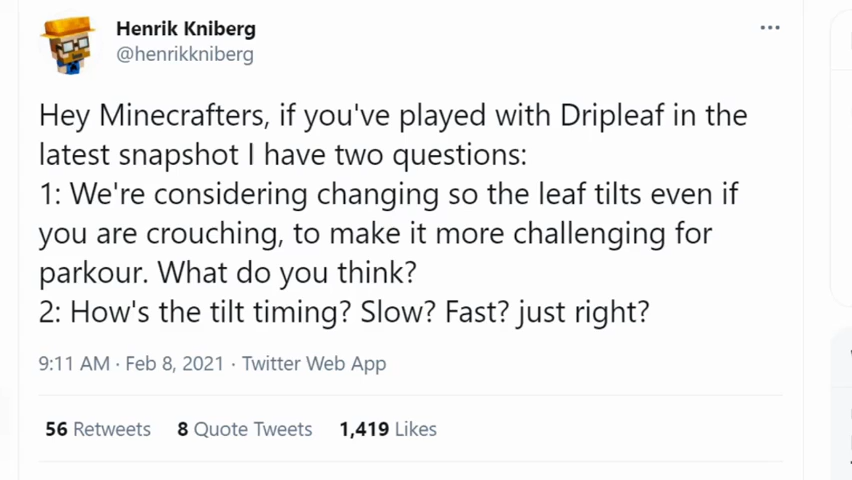 Henrik Kniberg
@henrikkniberg
Hey Minecrafters, if you've played with Dripleaf in the
latest snapshot I have two questions:
1: We're considering changing so the leaf tilts even if
you are crouching, to make it more challenging for
parkour. What do you think?
2: How's the tilt timing? Slow? Fast? just right?
9:11 AM · Feb 8, 2021 · Twitter Web App
56 Retweets 8 Quote Tweets 1,419 Likes